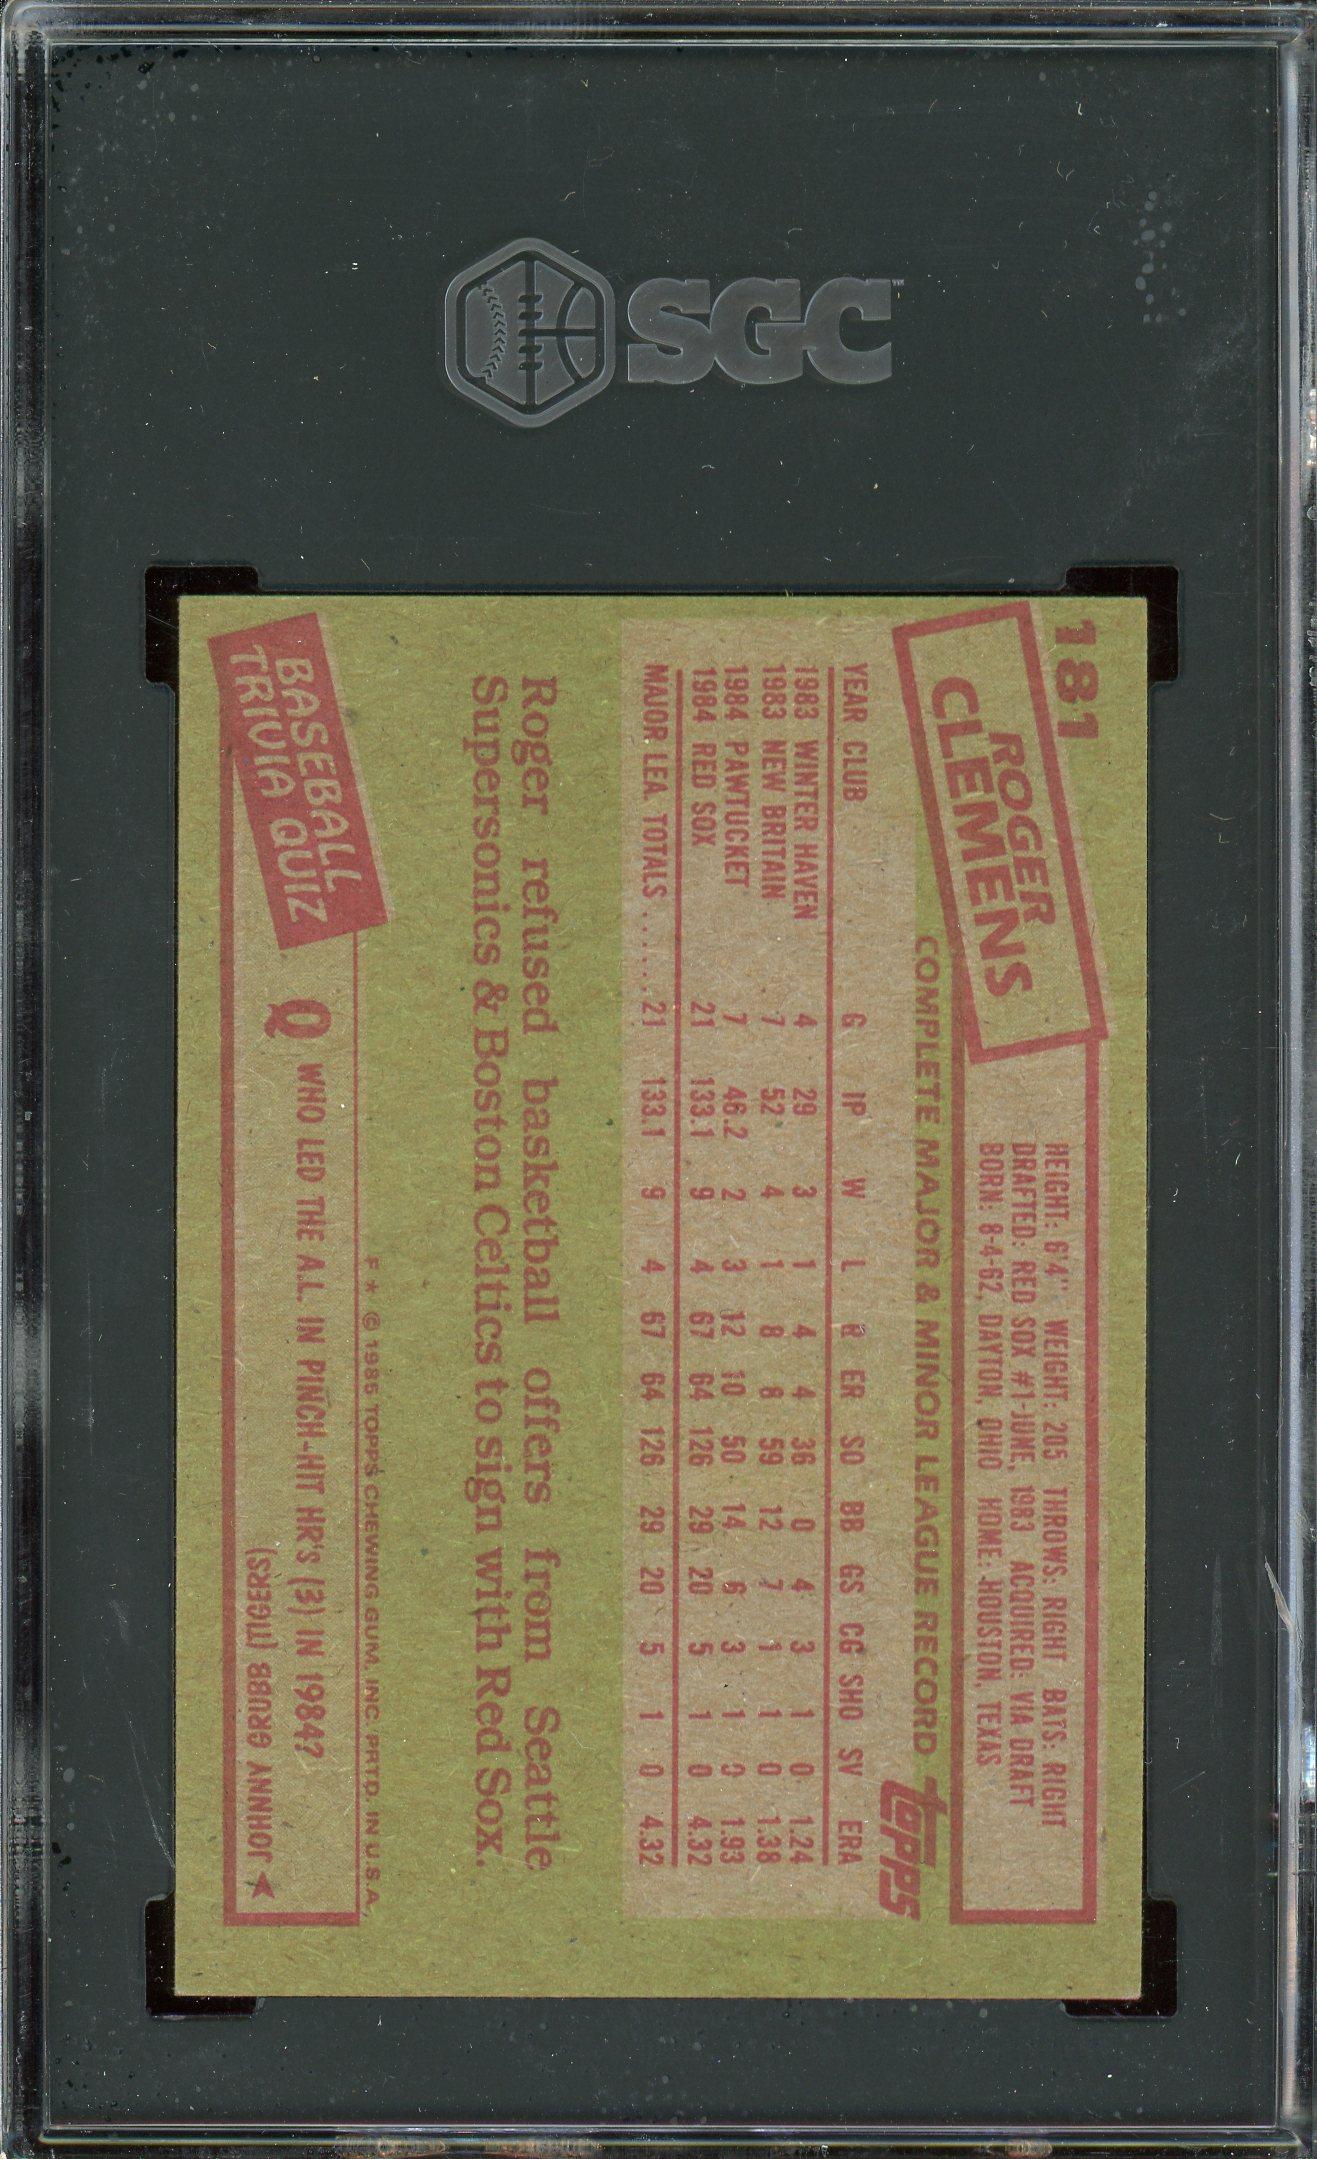 SGC™
181
ROGER
CLEMENS
HEIGHT: 6'4" WEIGHT: 205 THROWS: RIGHT BATS: RIGHT
DRAFTED: RED SOX #1-JUNE, 1983 ACQUIRED: VIA DRAFT
BORN: 8-4-62, DAYTON, OHIO HOME: HOUSTON, TEXAS
COMPLETE MAJOR & MINOR LEAGUE RECORD
topps
YEAR CLUB G IP W L R ER SO BB GS CG SHO SV ERA
1983 WINTER HAVEN 4 29 3 1 4 4 36 0 4 3 1 0 1.24
1983 NEW BRITAIN 7 52 4 1 8 8 59 12 7 1 1 0 1.38
1984 PAWTUCKET 7 46.2 2 3 12 10 50 14 6 3 1 0 1.93
1984 RED SOX 21 133.1 9 4 67 64 126 29 20 5 1 0 4.32
MAJOR LEA. TOTALS ...... 21 133.1 9 4 67 64 126 29 20 5 1 0 4.32
Roger refused basketball offers from Seattle
Supersonics & Boston Celtics to sign with Red Sox.
F ★ © 1985 TOPPS CHEWING GUM, INC. PRTD. IN U.S.A.
BASEBALL
TRIVIA QUIZ
Q WHO LED THE A.L. IN PINCH-HIT HR'S (3) IN 1984?
JOHNNY GRUBB (TIGERS)